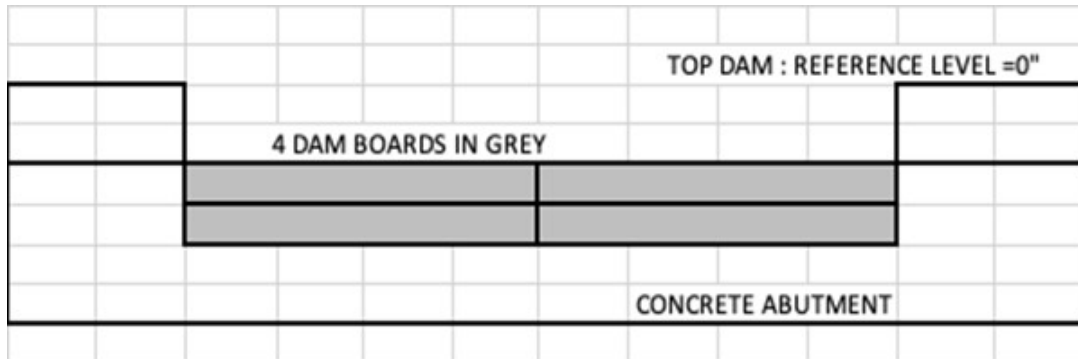 TOP DAM : REFERENCE LEVEL =0"
4 DAM BOARDS IN GREY
CONCRETE ABUTMENT